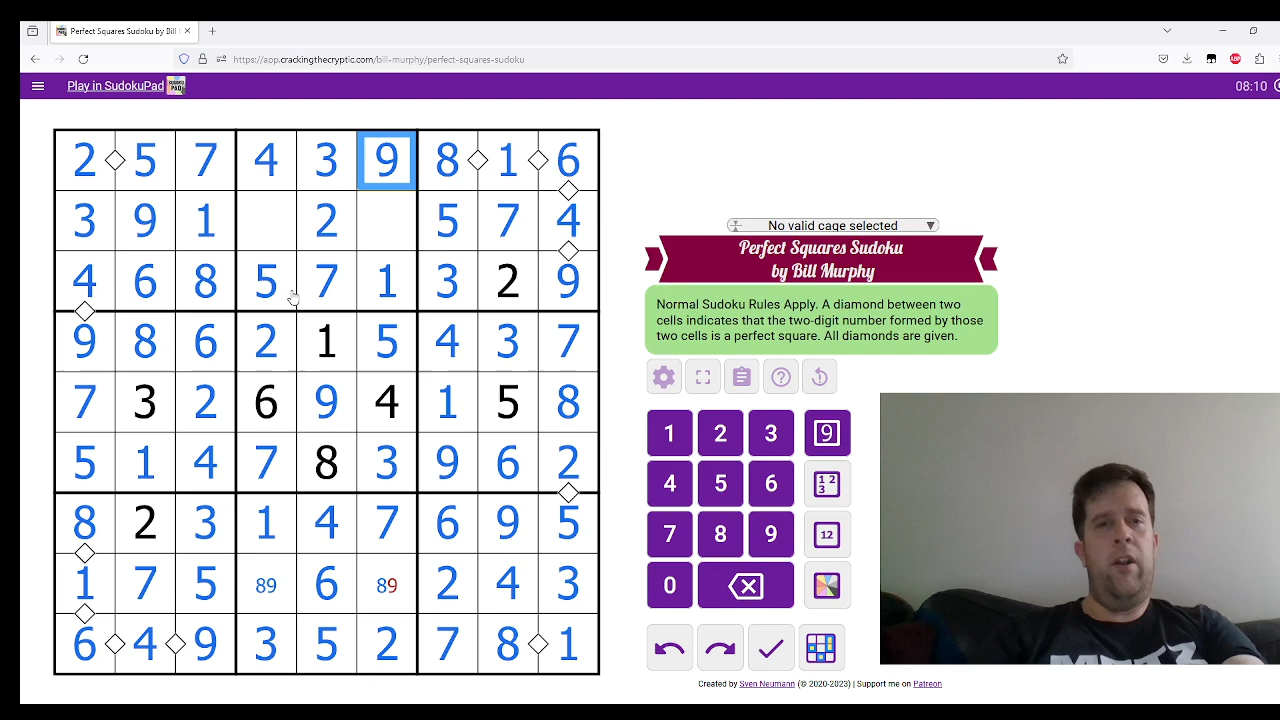 Perfect Squares Sudoku by Bill
https://app.crackingthecryptic.com/bill-murphy/perfect-squares-sudoku
Play in SudokuPad
08:10
2 5 7 4 3 9 8 1 6
3 9 1 2 5 7 4
4 6 8 5 7 1 3 2 9
9 8 6 2 1 5 4 3 7
7 3 2 6 9 4 1 5 8
5 1 4 7 8 3 9 6 2
8 2 3 1 4 7 6 9 5
1 7 5 89 6 89 2 4 3
6 4 9 3 5 2 7 8 1
No valid cage selected
Perfect Squares Sudoku
by Bill Murphy
Normal Sudoku Rules Apply. A diamond between two
cells indicates that the two-digit number formed by those
two cells is a perfect square. All diamonds are given.
1 2 3 9
4 5 6 1 2 3
7 8 9 12
0
Created by Sven Neumann (© 2020-2023) | Support me on Patreon